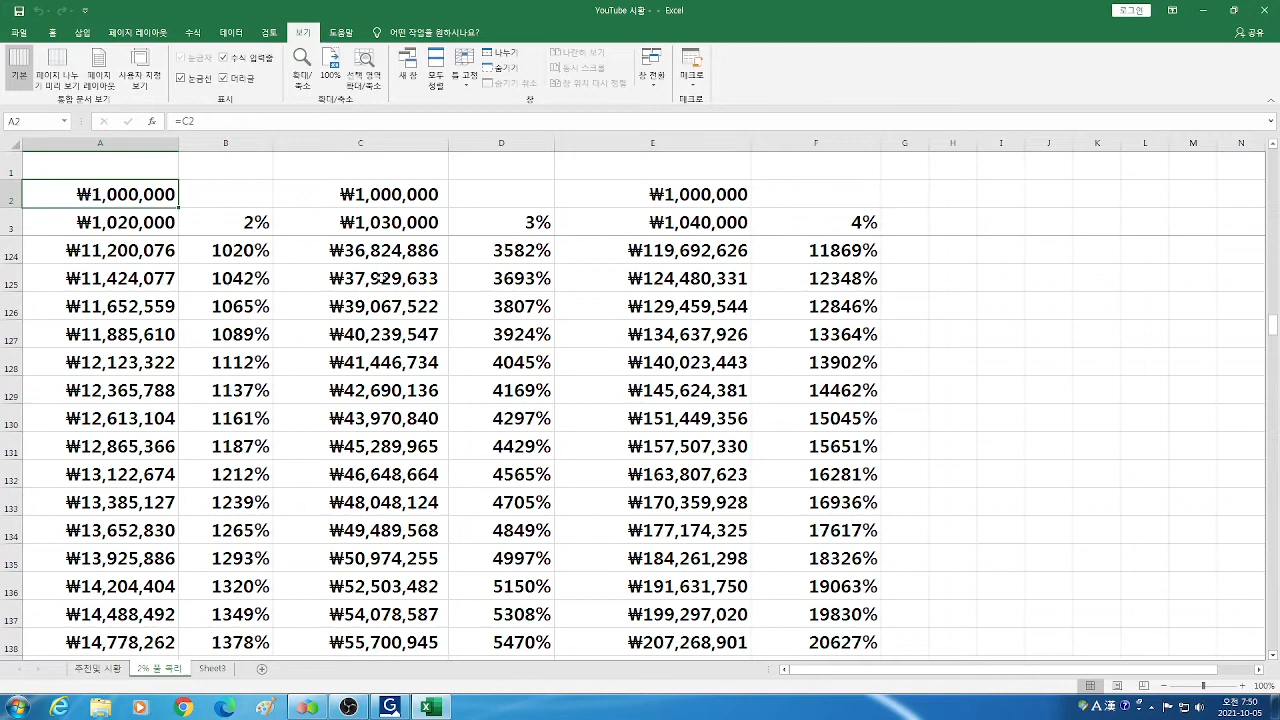 YouTube 시황 - - Excel
로그인
파일 홈 삽입 페이지 레이아웃 수식 데이터 검토 보기 도움말 어떤 작업을 원하시나요?
공유
기본 페이지 나누기 미리 보기 페이지 레이아웃 사용자 지정 보기
눈금자 수식 입력줄
눈금선 머리글
확대/축소 100% 선택 영역 확대/축소
새 창 모두 정렬 틀 고정
나누기
숨기기
숨기기 취소
나란히 보기
동시 스크롤
창 위치 다시 정렬
창 전환 매크로
통합 문서 보기 표시 확대/축소 창 매크로
A2 fx =C2
A B C D E F G H I J K L M N
1
2 ₩1,000,000 ₩1,000,000 ₩1,000,000
3 ₩1,020,000 2% ₩1,030,000 3% ₩1,040,000 4%
124 ₩11,200,076 1020% ₩36,824,886 3582% ₩119,692,626 11869%
125 ₩11,424,077 1042% ₩37,929,633 3693% ₩124,480,331 12348%
126 ₩11,652,559 1065% ₩39,067,522 3807% ₩129,459,544 12846%
127 ₩11,885,610 1089% ₩40,239,547 3924% ₩134,637,926 13364%
128 ₩12,123,322 1112% ₩41,446,734 4045% ₩140,023,443 13902%
129 ₩12,365,788 1137% ₩42,690,136 4169% ₩145,624,381 14462%
130 ₩12,613,104 1161% ₩43,970,840 4297% ₩151,449,356 15045%
131 ₩12,865,366 1187% ₩45,289,965 4429% ₩157,507,330 15651%
132 ₩13,122,674 1212% ₩46,648,664 4565% ₩163,807,623 16281%
133 ₩13,385,127 1239% ₩48,048,124 4705% ₩170,359,928 16936%
134 ₩13,652,830 1265% ₩49,489,568 4849% ₩177,174,325 17617%
135 ₩13,925,886 1293% ₩50,974,255 4997% ₩184,261,298 18326%
136 ₩14,204,404 1320% ₩52,503,482 5150% ₩191,631,750 19063%
137 ₩14,488,492 1349% ₩54,078,587 5308% ₩199,297,020 19830%
138 ₩14,778,262 1378% ₩55,700,945 5470% ₩207,268,901 20627%
2% 풀 복리 Sheet3
100%
오전 7:50
2021-10-05